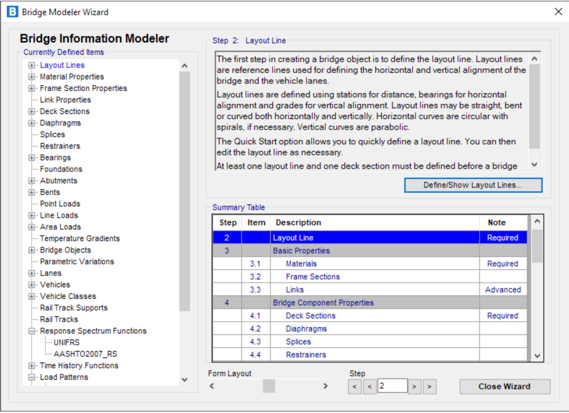 B Bridge Modeler Wizard
Bridge Information Modeler
Currently Defined Items
Layout Lines
Material Properties
Frame Section Properties
Link Properties
Deck Sections
Diaphragms
Splices
Restrainers
Bearings
Foundations
Abutments
Bents
Point Loads
Line Loads
Area Loads
Temperature Gradients
Bridge Objects
Parametric Variations
Lanes
Vehicles
Vehicle Classes
Rail Track Supports
Rail Tracks
Response Spectrum Functions
UNIFRS
AASHTO2007_RS
Time History Functions
Load Patterns
Step 2: Layout Line
The first step in creating a bridge object is to define the layout line. Layout lines
are reference lines used for defining the horizontal and vertical alignment of the
bridge and the vehicle lanes.
Layout lines are defined using stations for distance, bearings for horizontal
alignment and grades for vertical alignment. Layout lines may be straight, bent
or curved both horizontally and vertically. Horizontal curves are circular with
spirals, if necessary. Vertical curves are parabolic.
The Quick Start option allows you to quickly define a layout line. You can then
edit the layout line as necessary.
At least one layout line and one deck section must be defined before a bridge
Define/Show Layout Lines...
Summary Table
Step Item Description Note
2 Layout Line Required
3 Basic Properties
3.1 Materials Required
3.2 Frame Sections
3.3 Links Advanced
4 Bridge Component Properties
4.1 Deck Sections Required
4.2 Diaphragms
4.3 Splices
4.4 Restrainers
Form Layout
Step
< > < < 2 > >
Close Wizard